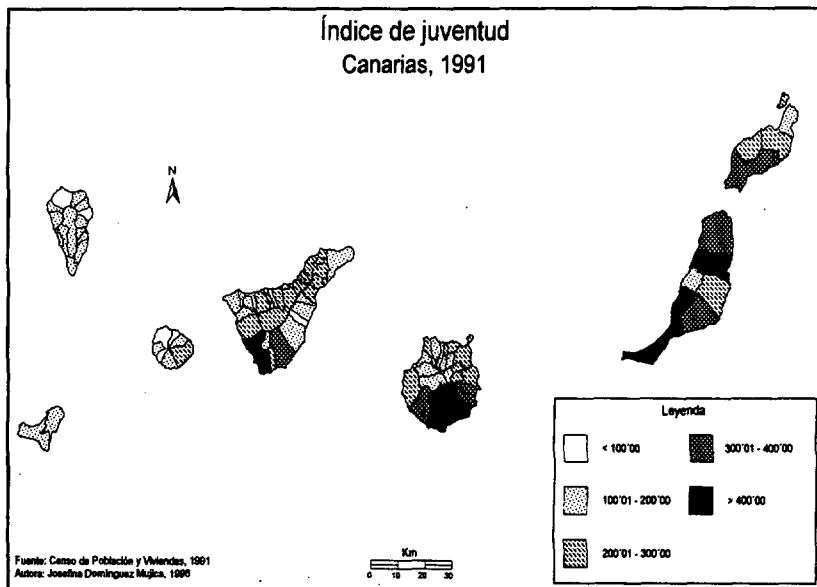 Índice de juventud
Canarias, 1991
N
Leyenda
< 100'00
300'01 - 400'00
100'01 - 200'00
> 400'00
200'01 - 300'00
Fuente: Censo de Población y Viviendas, 1991
Autora: Josefina Domínguez Mujica, 1996
Km
0 10 20 30